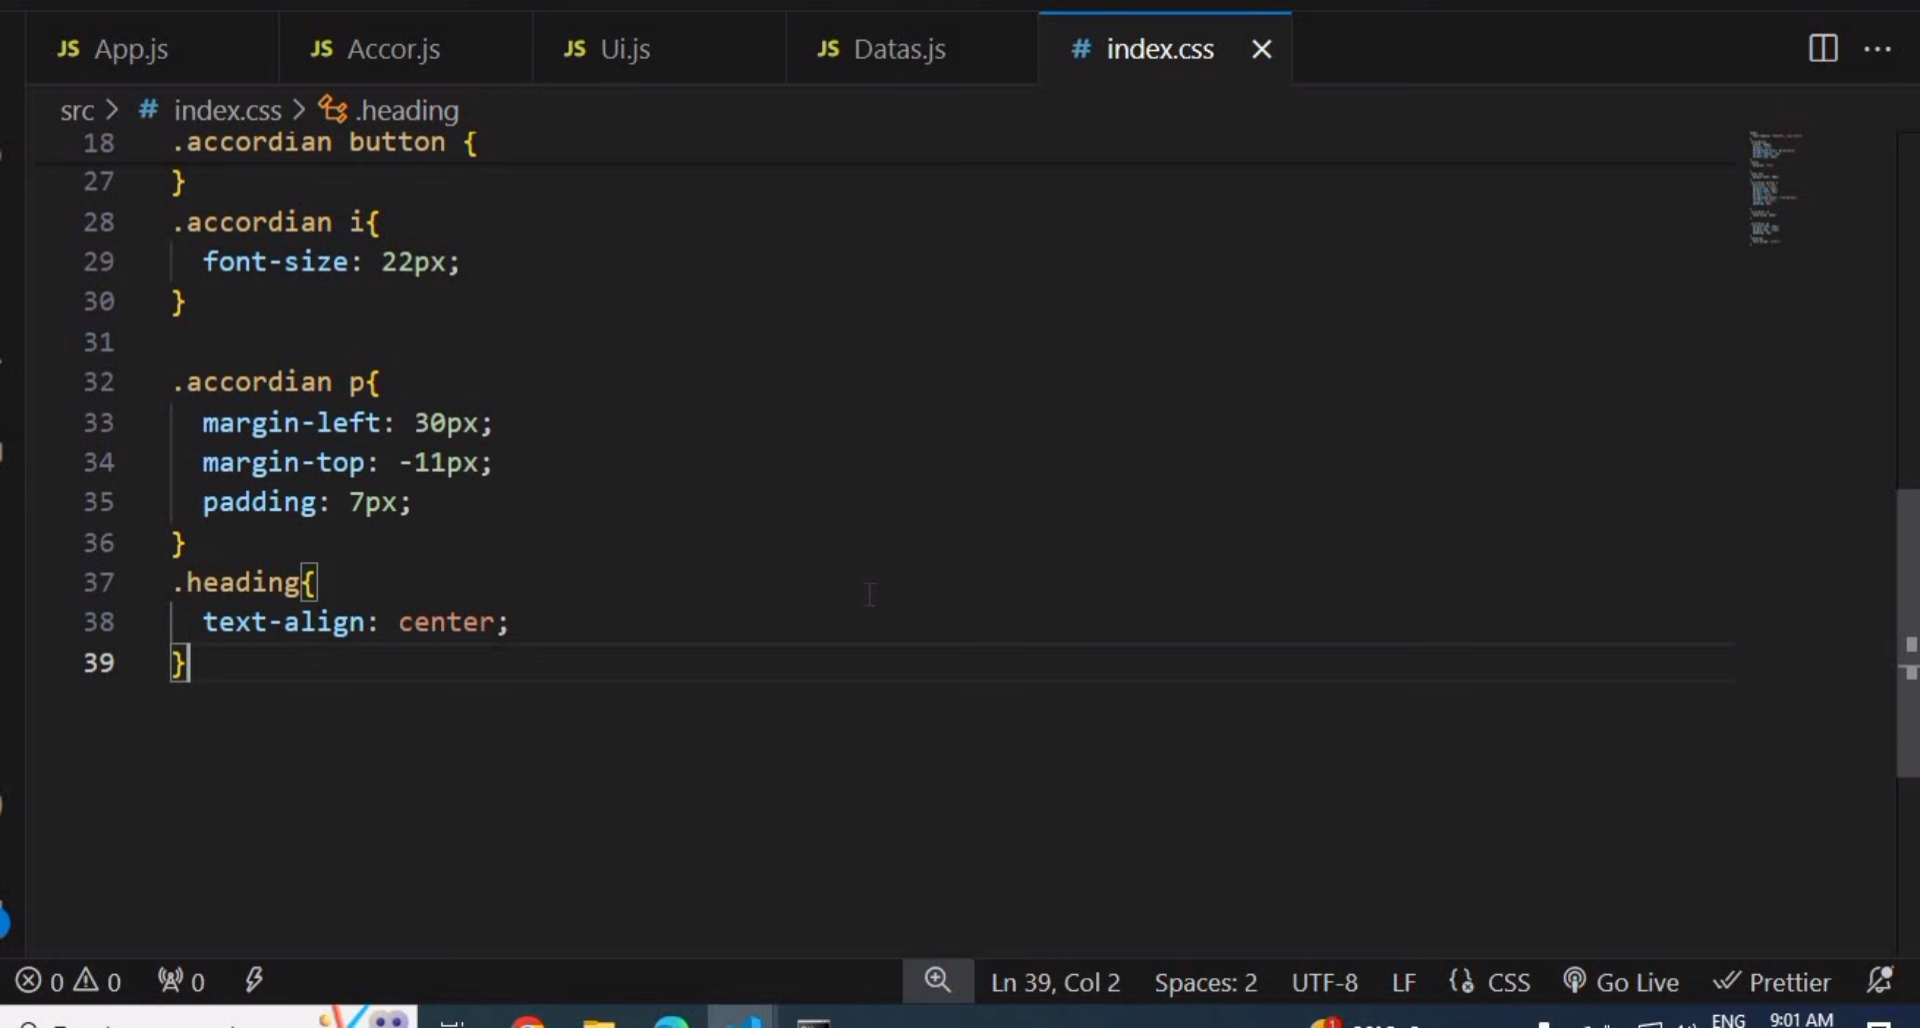 JS App.js JS Accor.js JS Ui.js JS Datas.js # index.css
src > # index.css > .heading
18 .accordian button {
27 }
28 .accordian i{
29 font-size: 22px;
30 }
31
32 .accordian p{
33 margin-left: 30px;
34 margin-top: -11px;
35 padding: 7px;
36 }
37 .heading{
38 text-align: center;
39 }
0 0 0 Ln 39, Col 2 Spaces: 2 UTF-8 LF CSS Go Live Prettier
1 ENG 9:01 AM